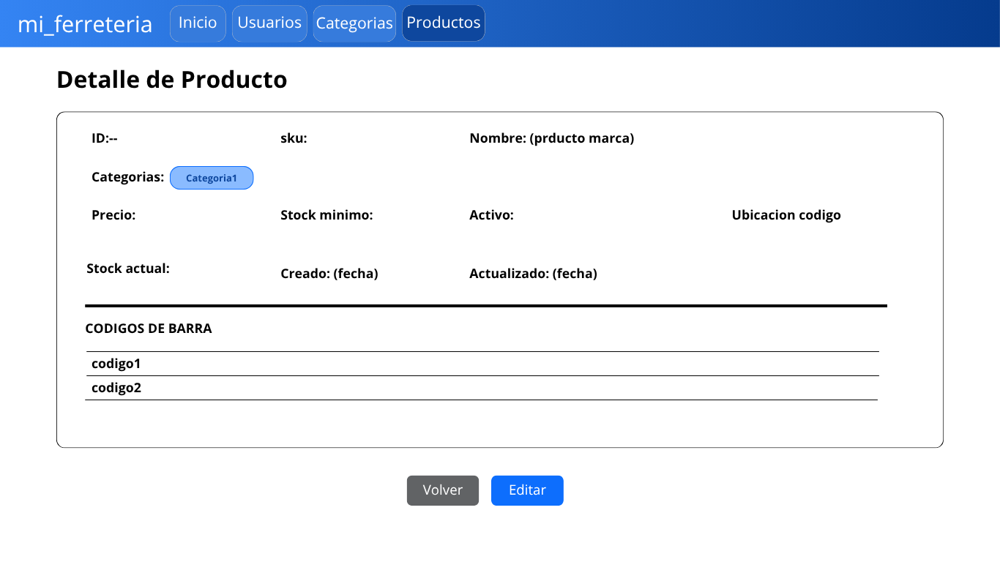 mi_ferreteria Inicio Usuarios Categorias Productos
Detalle de Producto
ID:-- sku: Nombre: (prducto marca)
Categorias: Categoria1
Precio: Stock minimo: Activo: Ubicacion codigo
Stock actual: Creado: (fecha) Actualizado: (fecha)
CODIGOS DE BARRA
codigo1
codigo2
Volver Editar